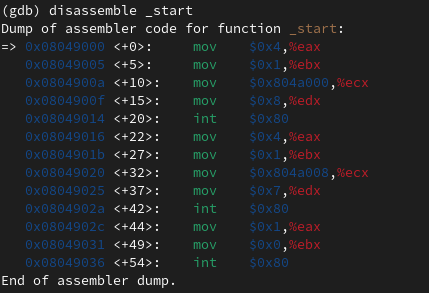 (gdb) disassemble _start
Dump of assembler code for function _start:
=> 0x08049000 <+0>:     mov    $0x4,%eax
   0x08049005 <+5>:     mov    $0x1,%ebx
   0x0804900a <+10>:    mov    $0x804a000,%ecx
   0x0804900f <+15>:    mov    $0x8,%edx
   0x08049014 <+20>:    int    $0x80
   0x08049016 <+22>:    mov    $0x4,%eax
   0x0804901b <+27>:    mov    $0x1,%ebx
   0x08049020 <+32>:    mov    $0x804a008,%ecx
   0x08049025 <+37>:    mov    $0x7,%edx
   0x0804902a <+42>:    int    $0x80
   0x0804902c <+44>:    mov    $0x1,%eax
   0x08049031 <+49>:    mov    $0x0,%ebx
   0x08049036 <+54>:    int    $0x80
End of assembler dump.